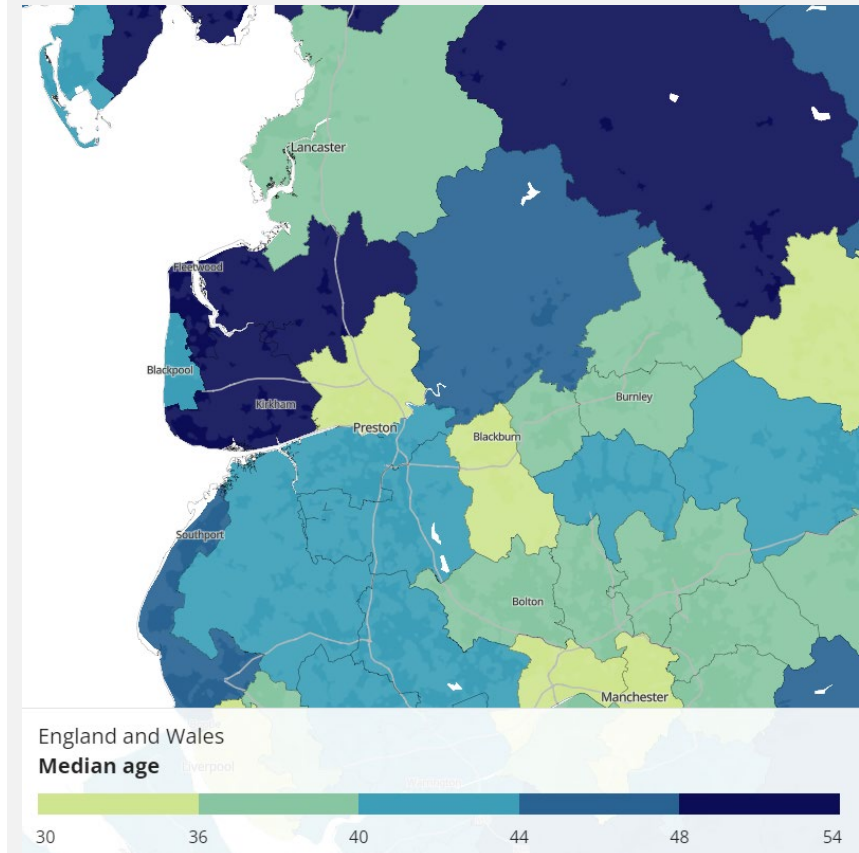 Lancaster
Fleetwood
Blackpool
Kirkham
Preston
Burnley
Blackburn
Southport
Bolton
Manchester
England and Wales
Median age
Liverpool
30 36 40 44 48 54